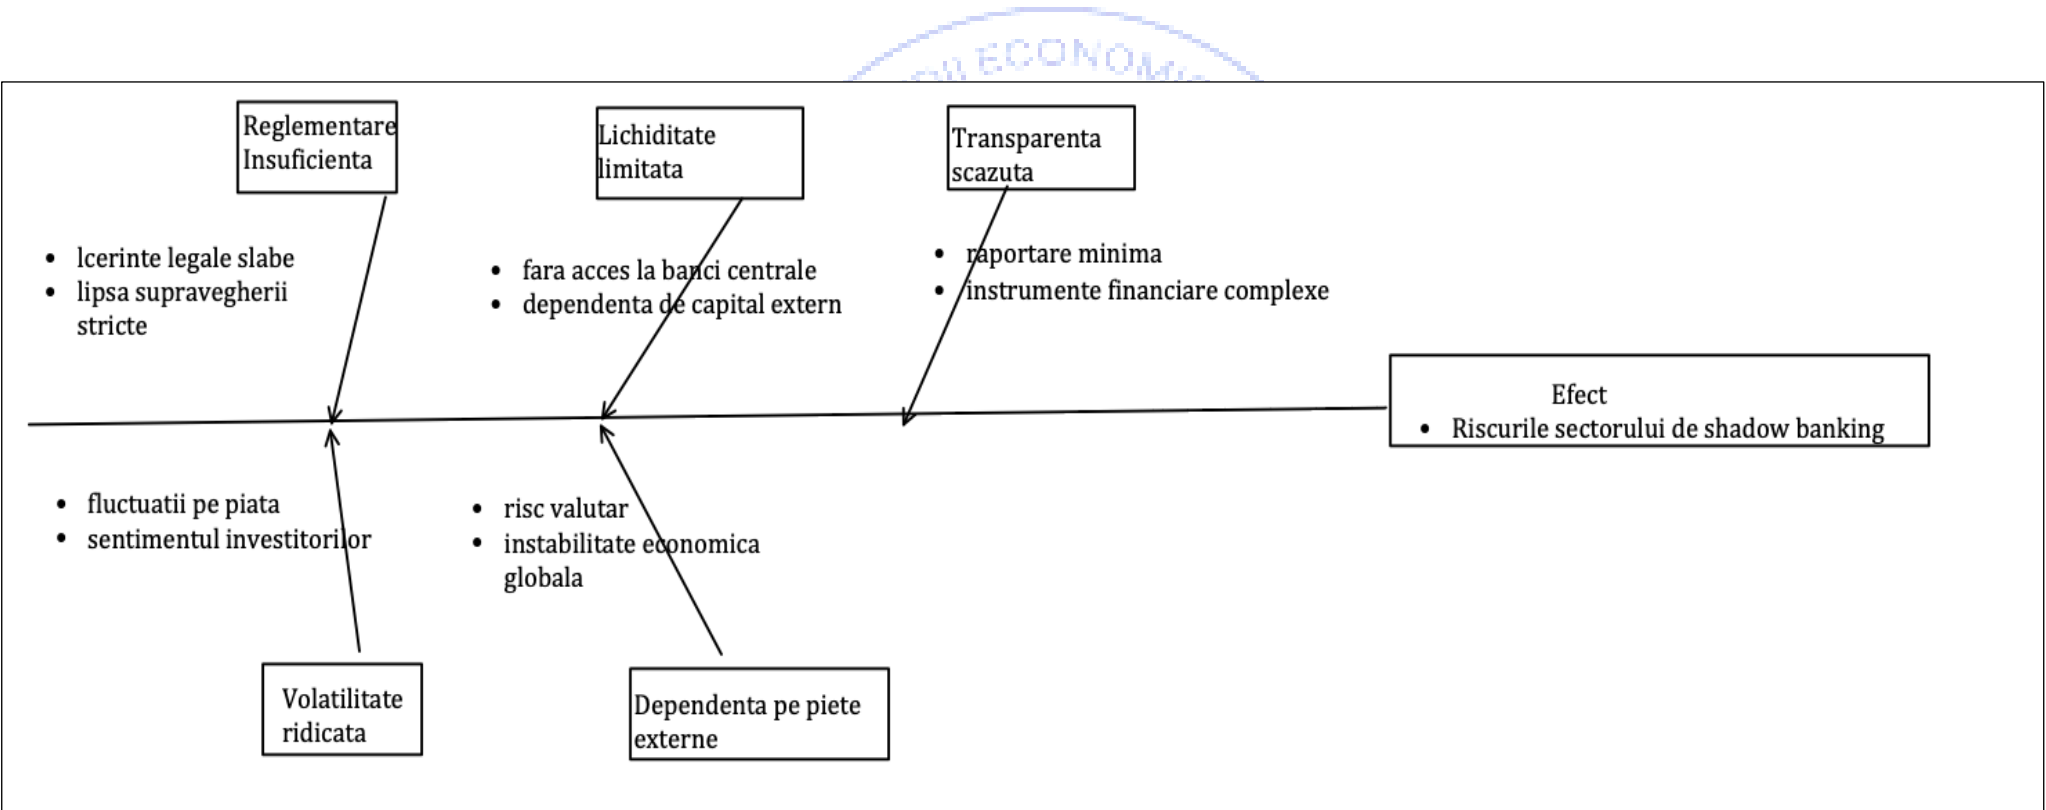 ECONOMIC
Reglementare
Insuficienta
Lichiditate
limitata
Transparenta
scazuta
• lcerinte legale slabe
• lipsa supravegherii
stricte
• fara acces la banci centrale
• dependenta de capital extern
• raportare minima
• instrumente financiare complexe
Efect
• Riscurile sectorului de shadow banking
• fluctuatii pe piata
• sentimentul investitorilor
• risc valutar
• instabilitate economica
globala
Volatilitate
ridicata
Dependenta pe piete
externe